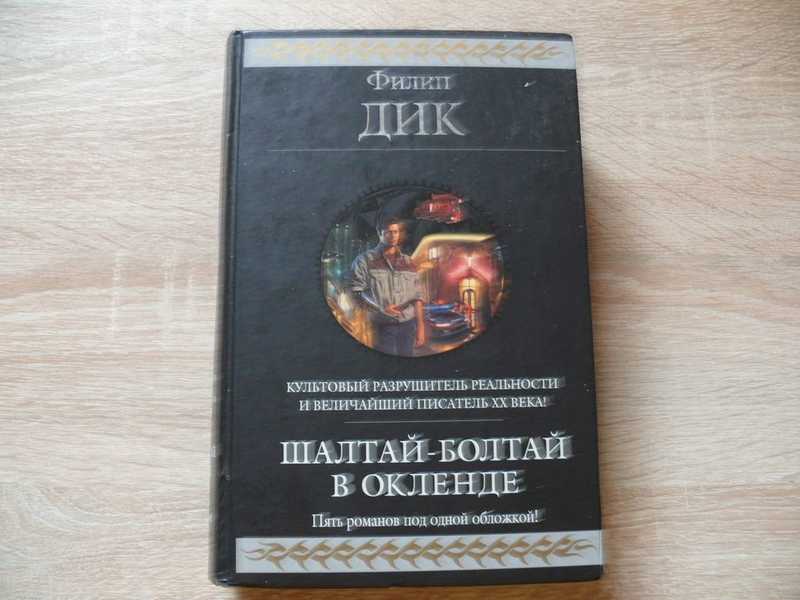 Филип
ДИК
КУЛЬТОВЫЙ РАЗРУШИТЕЛЬ РЕАЛЬНОСТИ
И ВЕЛИЧАЙШИЙ ПИСАТЕЛЬ XX ВЕКА!
ШАЛТАЙ-БОЛТАЙ
В ОКЛЕНДЕ
Пять романов под одной обложкой!